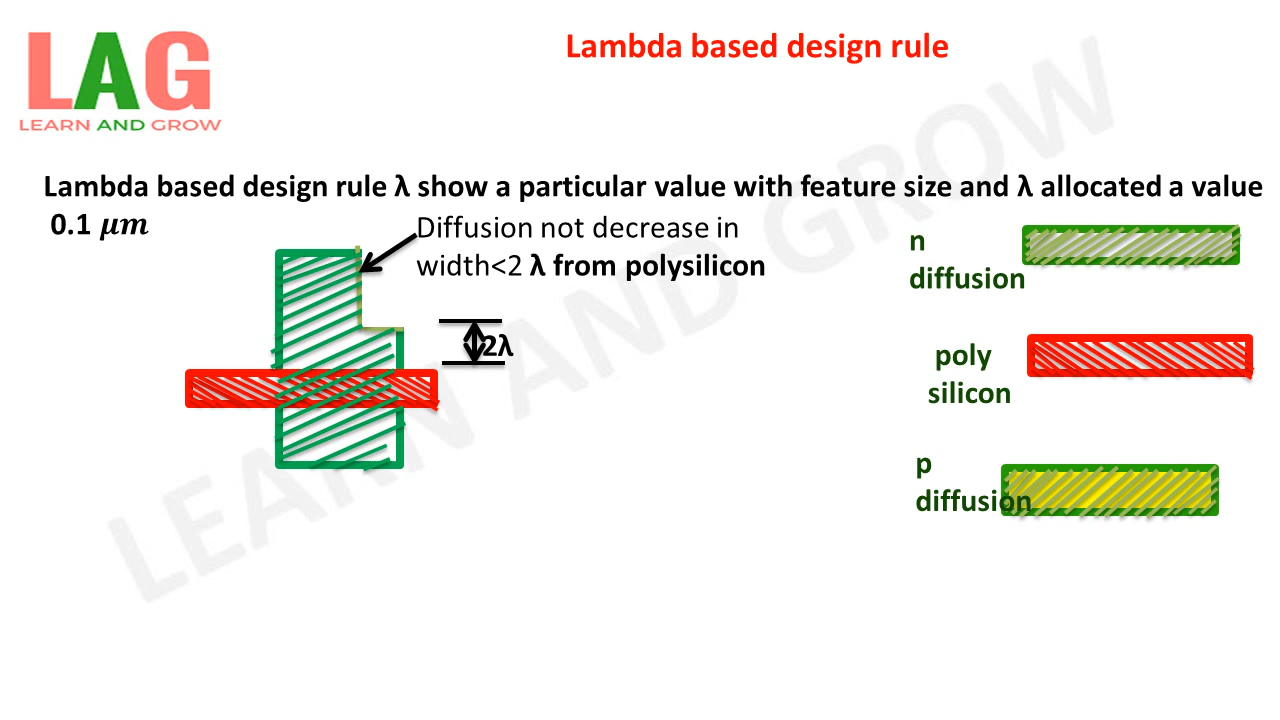 LAG
LEARN AND GROW
Lambda based design rule
Lambda based design rule λ show a particular value with feature size and λ allocated a value
0.1 μm
Diffusion not decrease in
width<2 λ from polysilicon
2λ
n
diffusion
poly
silicon
p
diffusion
LEARN AND GROW